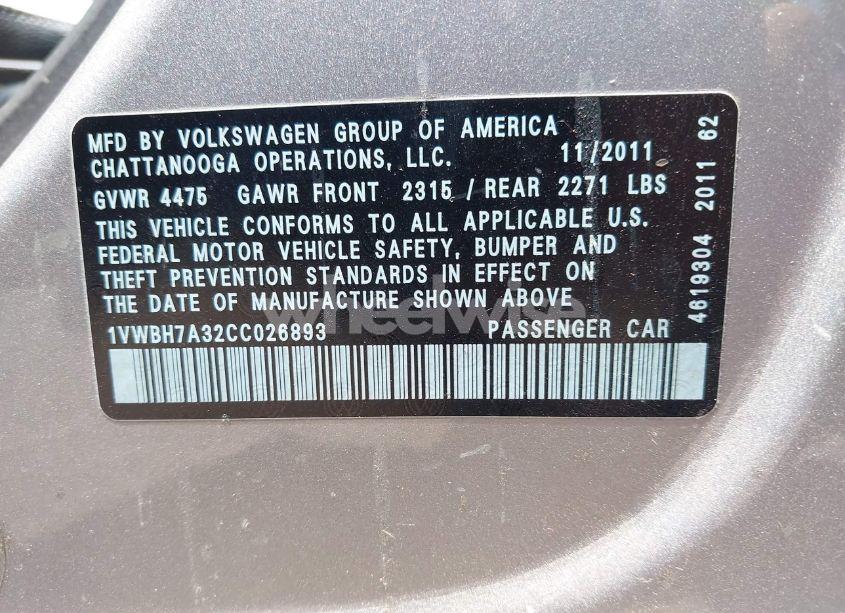 MFD BY VOLKSWAGEN GROUP OF AMERICA
CHATTANOOGA OPERATIONS, LLC. 11/2011
GVWR 4475 GAWR FRONT 2315 / REAR 2271 LBS
THIS VEHICLE CONFORMS TO ALL APPLICABLE U.S.
FEDERAL MOTOR VEHICLE SAFETY, BUMPER AND
THEFT PREVENTION STANDARDS IN EFFECT ON
THE DATE OF MANUFACTURE SHOWN ABOVE
1VWBH7A32CC026893 PASSENGER CAR
4619304 2011 62
wheelwise